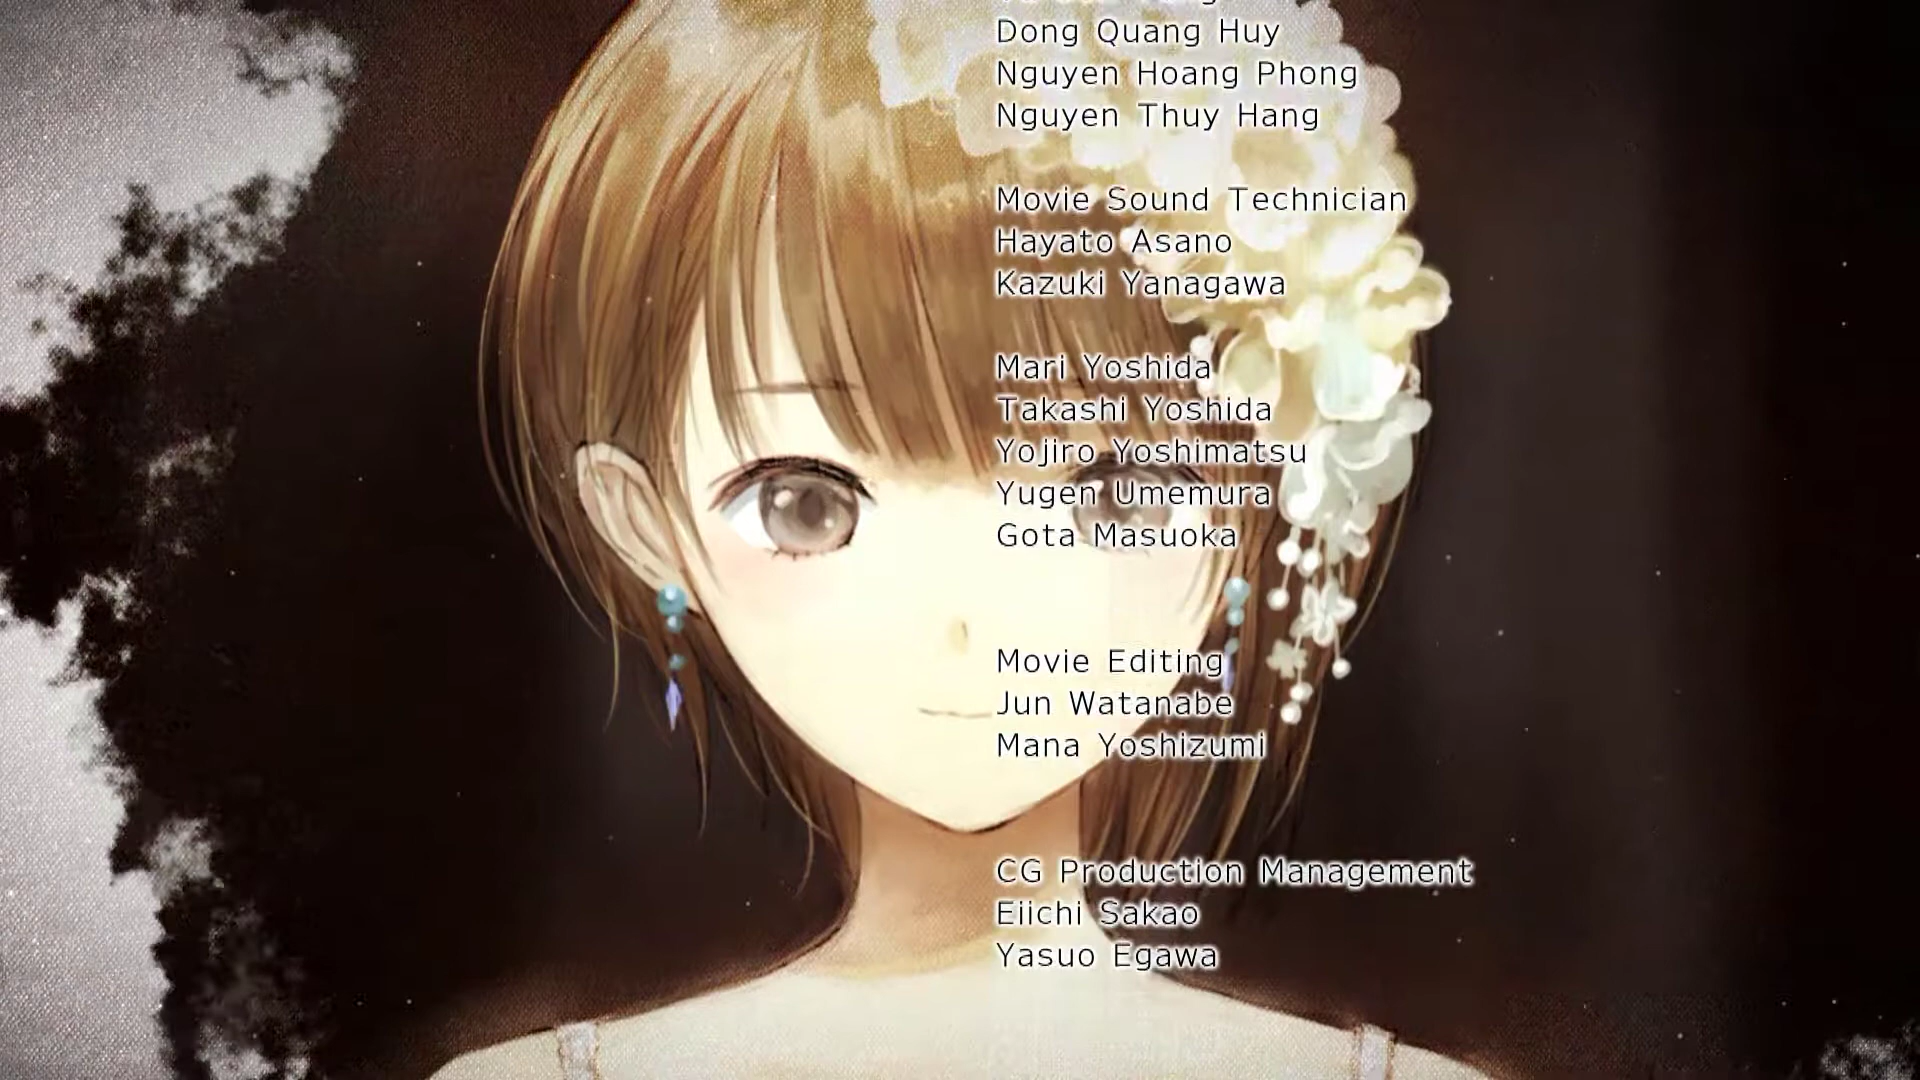 Dong Quang Huy
Nguyen Hoang Phong
Nguyen Thuy Hang
Movie Sound Technician
Hayato Asano
Kazuki Yanagawa
Mari Yoshida
Takashi Yoshida
Yojiro Yoshimatsu
Yugen Umemura
Gota Masuoka
Movie Editing
Jun Watanabe
Mana Yoshizumi
CG Production Management
Eiichi Sakao
Yasuo Egawa